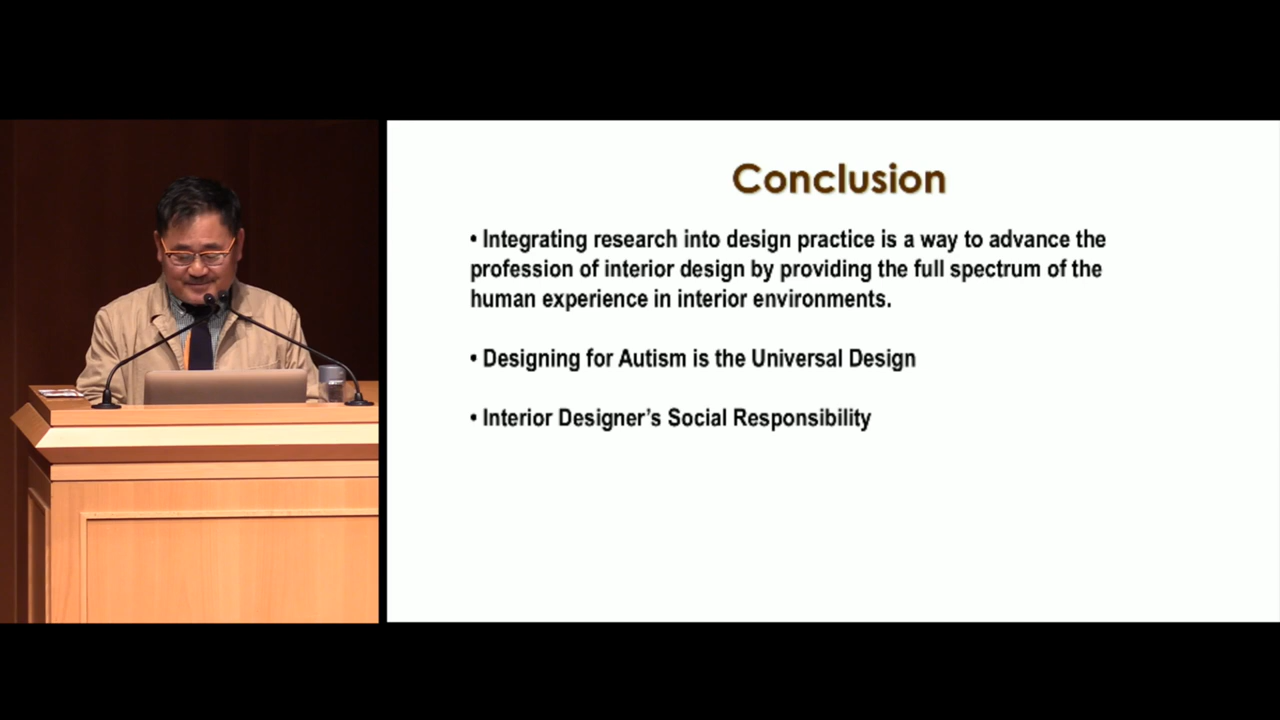 Conclusion
• Integrating research into design practice is a way to advance the
profession of interior design by providing the full spectrum of the
human experience in interior environments.
• Designing for Autism is the Universal Design
• Interior Designer’s Social Responsibility